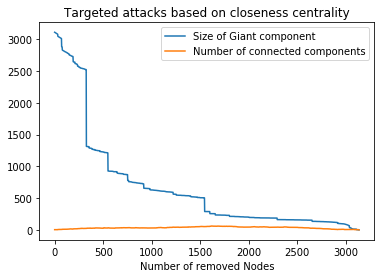 Targeted attacks based on closeness centrality
Size of Giant component
Number of connected components
3000
2500
2000
1500
1000
500
0
0 500 1000 1500 2000 2500 3000
Number of removed Nodes